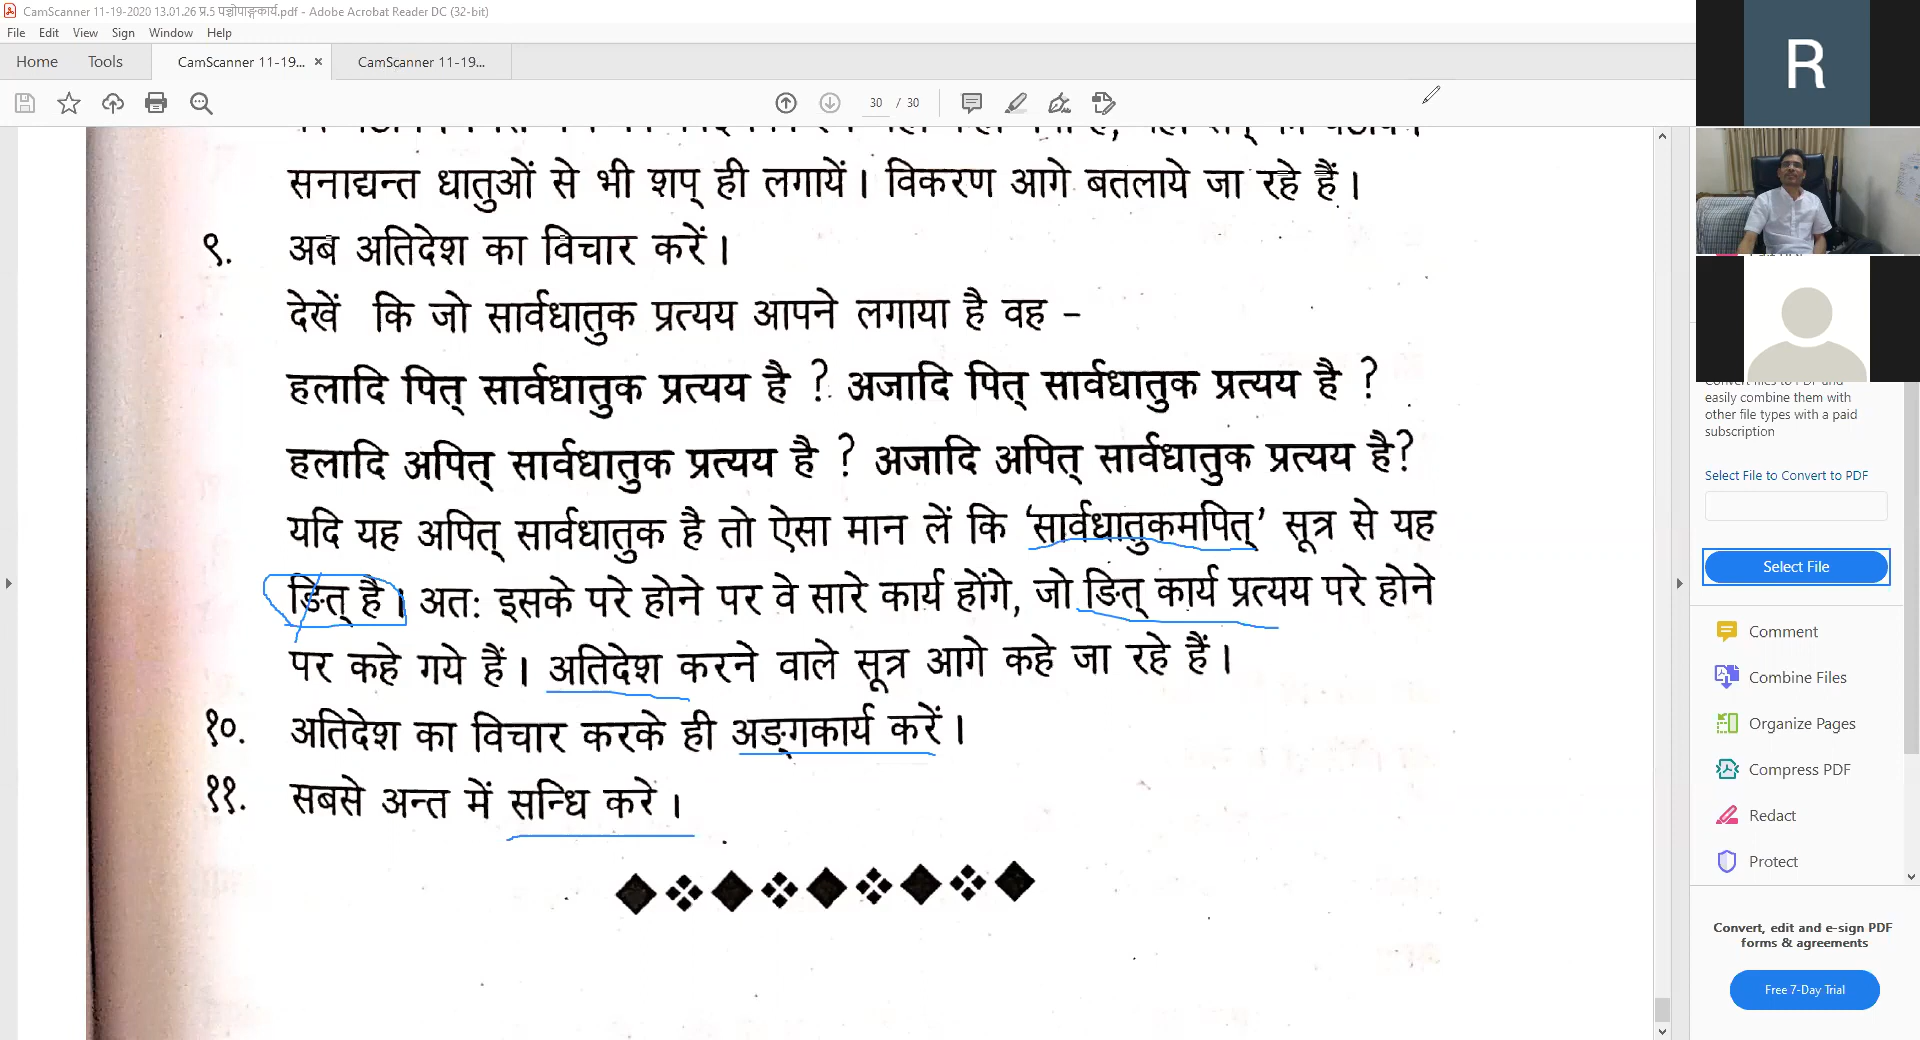 CamScanner 11-19-2020 13.01.26 प्र.5 पञ्चोपाङ्गकार्य.pdf - Adobe Acrobat Reader DC (32-bit)
File Edit View Sign Window Help
Home Tools CamScanner 11-19... × CamScanner 11-19...
30 / 30
सनाद्यन्त धातुओं से भी शप् ही लगायें। विकरण आगे बतलाये जा रहे हैं।
९. अब अतिदेश का विचार करें।
देखें कि जो सार्वधातुक प्रत्यय आपने लगाया है वह –
हलादि पित् सार्वधातुक प्रत्यय है ? अजादि पित् सार्वधातुक प्रत्यय है ?
हलादि अपित् सार्वधातुक प्रत्यय है ? अजादि अपित् सार्वधातुक प्रत्यय है?
यदि यह अपित् सार्वधातुक है तो ऐसा मान लें कि ‘सार्वधातुकमपित्’ सूत्र से यह
ङित् है। अत: इसके परे होने पर वे सारे कार्य होंगे, जो ङित् कार्य प्रत्यय परे होने
पर कहे गये हैं। अतिदेश करने वाले सूत्र आगे कहे जा रहे हैं।
१०. अतिदेश का विचार करके ही अङ्गकार्य करें।
११. सबसे अन्त में सन्धि करे।
R
Convert files to PDF and
easily combine them with
other file types with a paid
subscription
Select File to Convert to PDF
Select File
Comment
Combine Files
Organize Pages
Compress PDF
Redact
Protect
Convert, edit and e-sign PDF
forms & agreements
Free 7-Day Trial